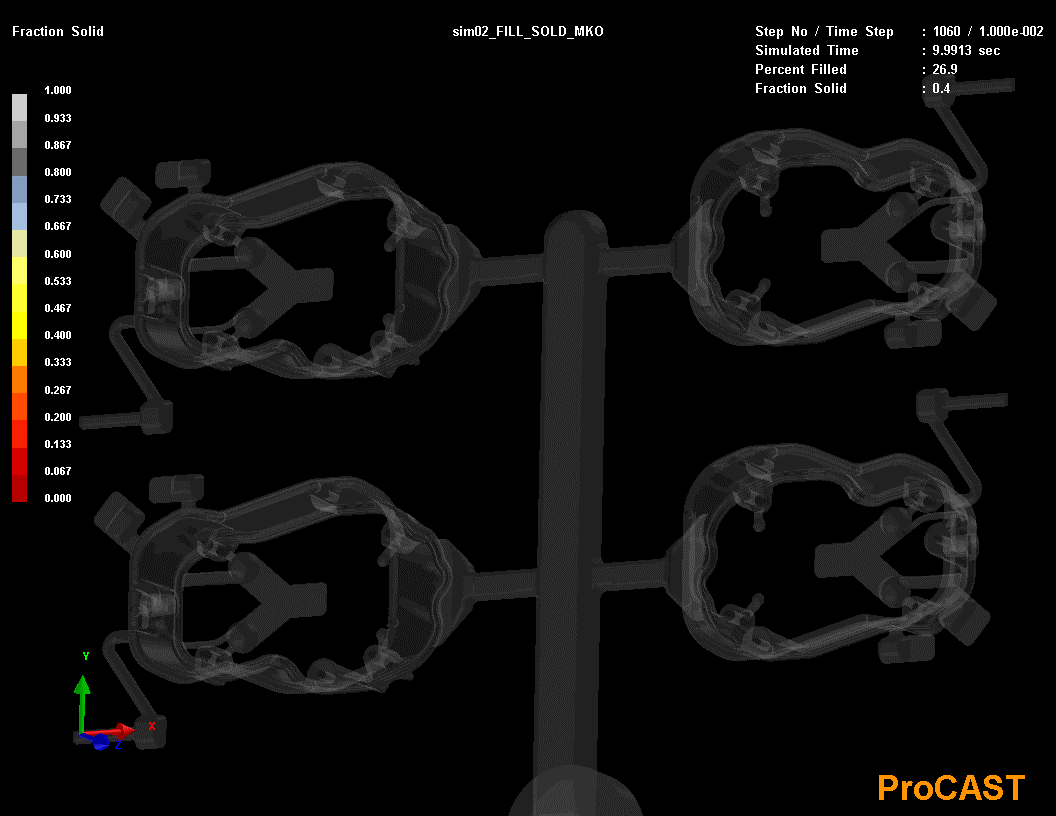 Fraction Solid
sim02_FILL_SOLD_MKO
Step No / Time Step : 1060 / 1.000e-002
Simulated Time : 9.9913 sec
Percent Filled : 26.9
Fraction Solid : 0.4
1.000
0.933
0.867
0.800
0.733
0.667
0.600
0.533
0.467
0.400
0.333
0.267
0.200
0.133
0.067
0.000
Y
X
Z
ProCAST